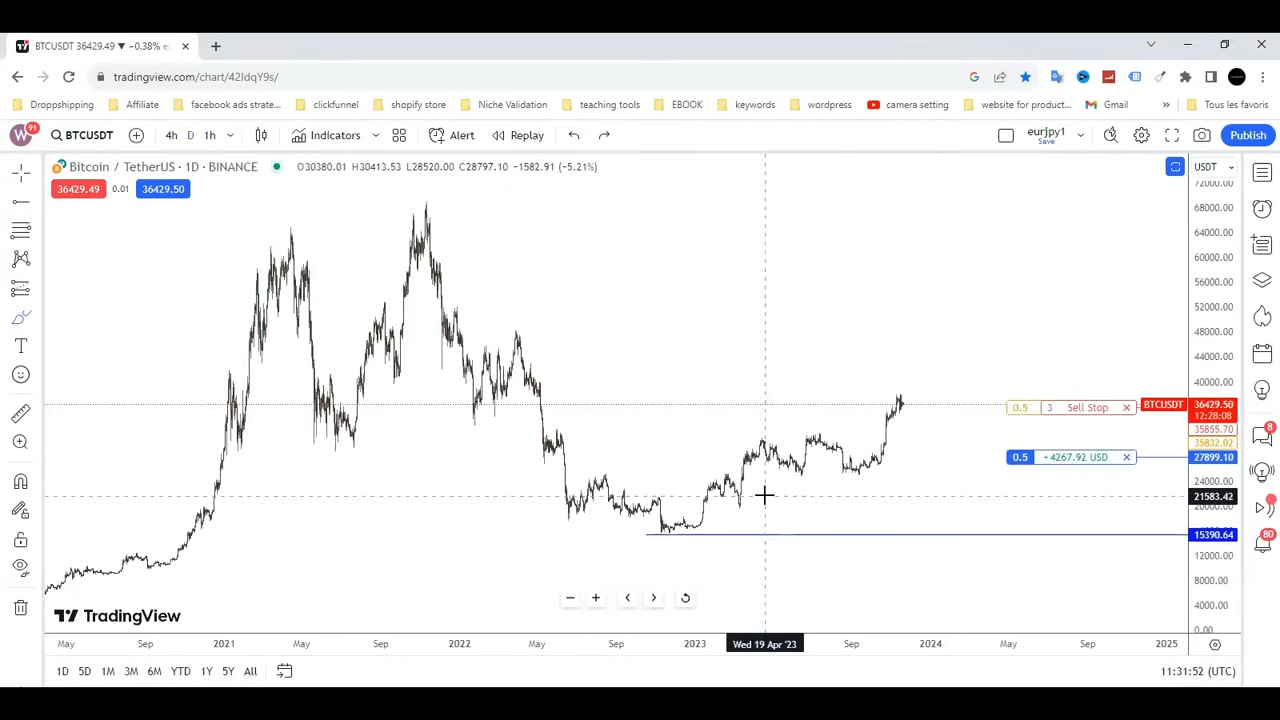 BTCUSDT 36429.49 ▼ −0.38%
tradingview.com/chart/42IdqY9s/
Droppshipping Affiliate facebook ads strate... clickfunnel shopify store Niche Validation teaching tools EBOOK keywords wordpress camera setting website for product... Gmail » Tous les favoris
W 91 BTCUSDT 4h D 1h Indicators Alert Replay eurjpy1 Publish
Save
Bitcoin / TetherUS · 1D · BINANCE O30380.01 H30413.53 L28520.00 C28797.10 −1582.91 (−5.21%) USDT
36429.49 0.01 36429.50
72000.00
68000.00
64000.00
60000.00
56000.00
52000.00
48000.00
44000.00
40000.00
0.5 3 Sell Stop BTCUSDT 36429.50
12:28:08
35855.70
35832.02
0.5 +4267.92 USD 27899.10
24000.00
21583.42
20000.00
15390.64
12000.00
8000.00
4000.00
0.00
8
80
TradingView
May Sep 2021 May Sep 2022 May Sep 2023 Wed 19 Apr '23 Sep 2024 May Sep 2025
1D 5D 1M 3M 6M YTD 1Y 5Y All 11:31:52 (UTC)